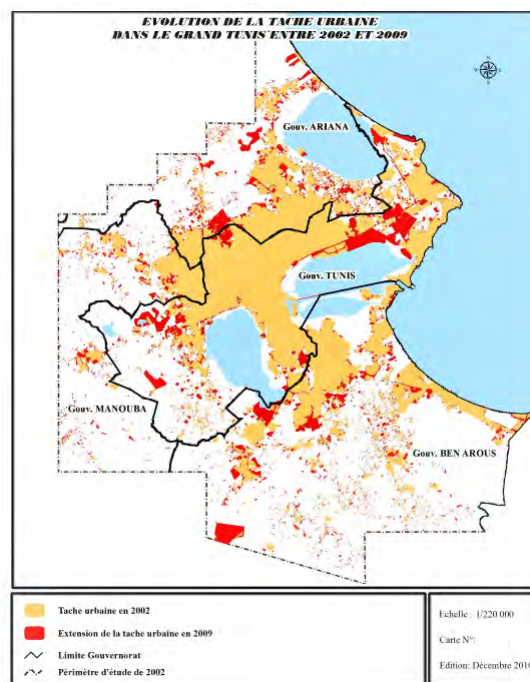 EVOLUTION DE LA TACHE URBAINE
DANS LE GRAND TUNIS ENTRE 2002 ET 2009
Gouv. ARIANA
Gouv. TUNIS
Gouv. MANOUBA
Gouv. BEN AROUS
Tache urbaine en 2002
Extension de la tache urbaine en 2009
Limite Gouvernorat
Périmètre d'étude de 2002
Echelle : 1/220 000
Carte N°:
Edition: Décembre 2010